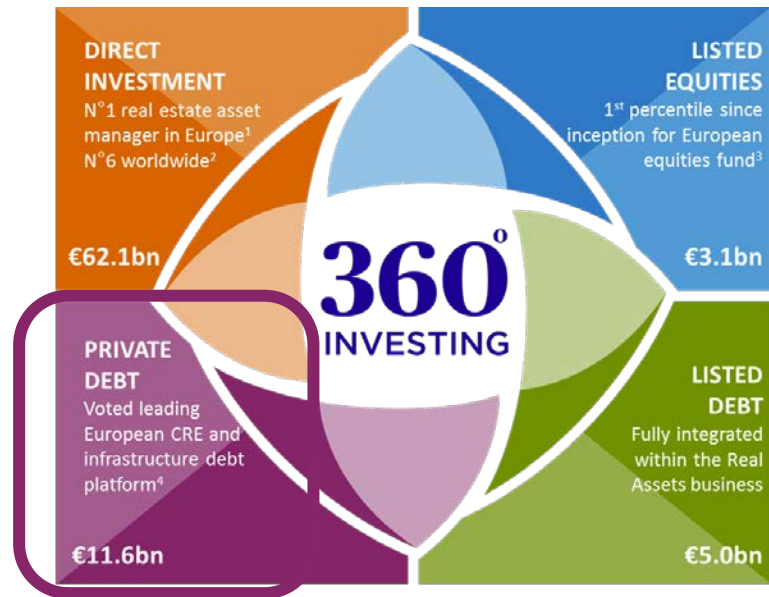 DIRECT
INVESTMENT
N°1 real estate asset
manager in Europe¹
N°6 worldwide²
€62.1bn
LISTED
EQUITIES
1st percentile since
inception for European
equities fund³
€3.1bn
360°
INVESTING
PRIVATE
DEBT
Voted leading
European CRE and
infrastructure debt
platform⁴
€11.6bn
LISTED
DEBT
Fully integrated
within the Real
Assets business
€5.0bn